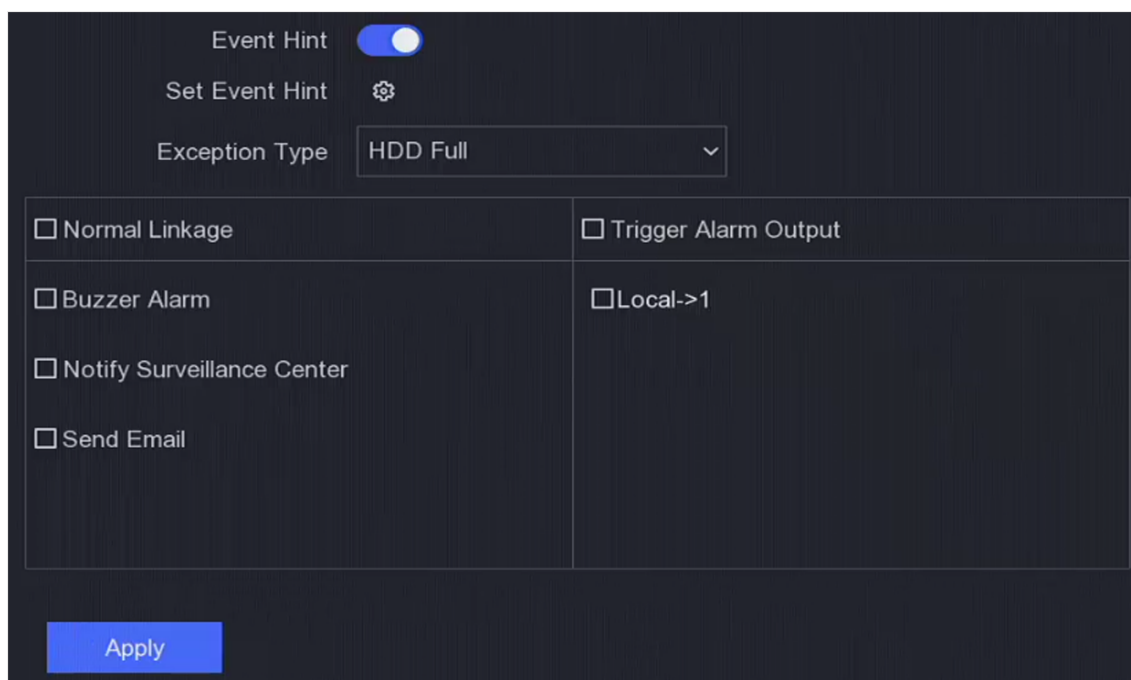 Event Hint
Set Event Hint
Exception Type HDD Full
Normal Linkage Trigger Alarm Output
Buzzer Alarm Local->1
Notify Surveillance Center
Send Email
Apply